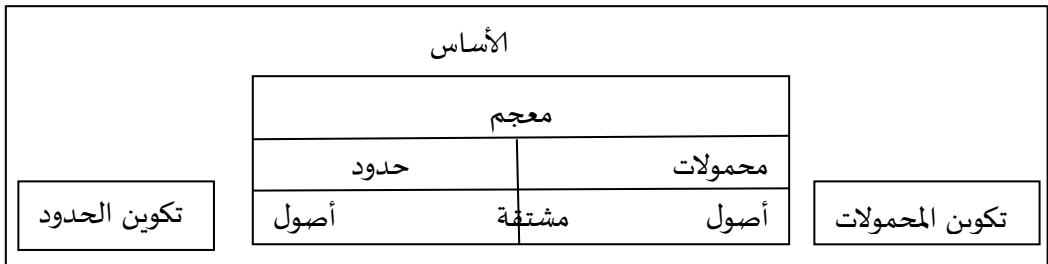 الأساس
معجم
محمولات حدود
تكوين المحمولات
أصول مشتقة أصول
تكوين الحدود